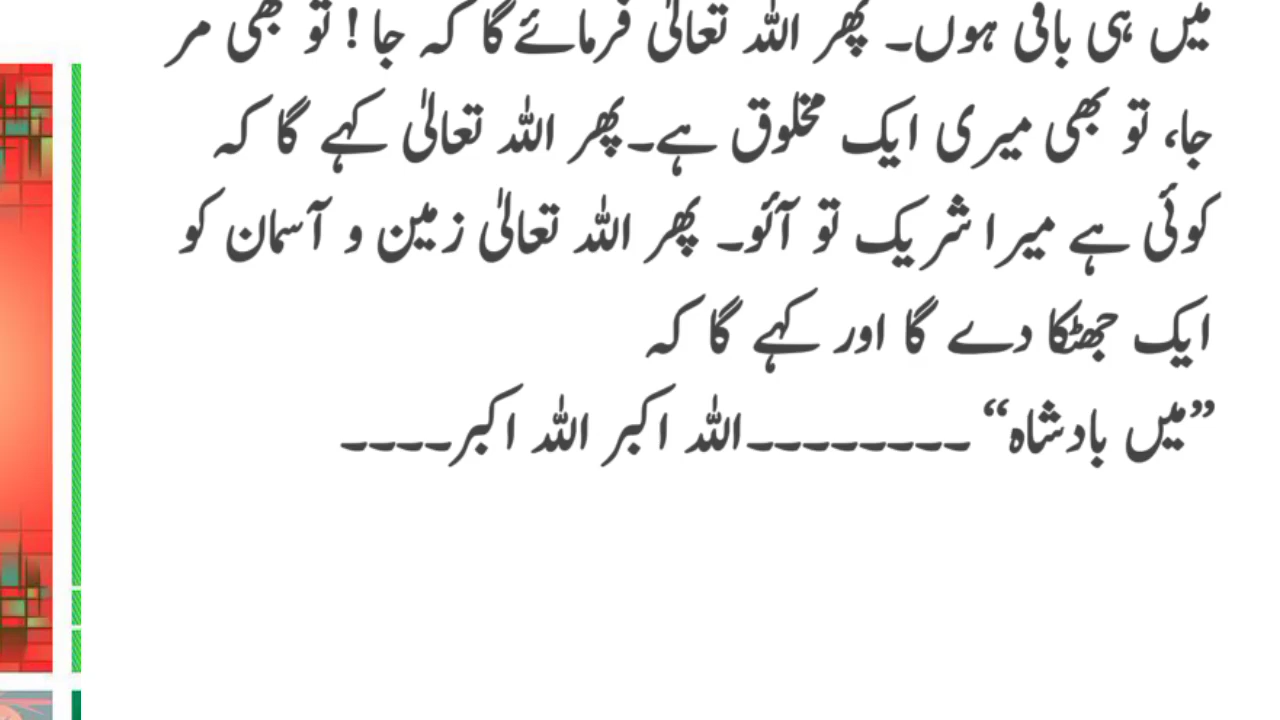 میں ہی باقی ہوں۔ پھر اللہ تعالیٰ فرمائے گا کہ جا! تو بھی مر
جا، تو بھی میری ایک مخلوق ہے۔پھر اللہ تعالیٰ کہے گا کہ
کوئی ہے میرا شریک تو آئو۔ پھر اللہ تعالیٰ زمین و آسمان کو
ایک جھٹکا دے گا اور کہے گا کہ
”میں بادشاہ“ ۔۔۔۔۔۔۔۔اللہ اکبر اللہ اکبر۔۔۔۔